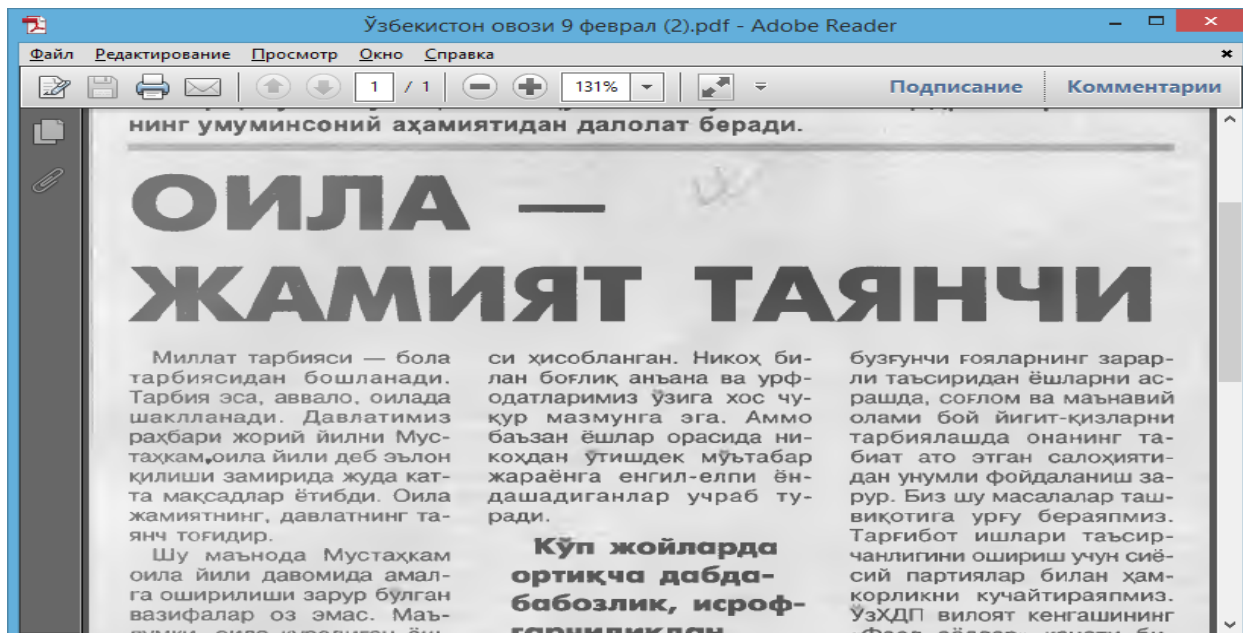 Ўзбекистон овози 9 феврал (2).pdf - Adobe Reader
Файл Редактирование Просмотр Окно Справка
1 / 1 131% Подписание Комментарии
нинг умуминсоний аҳамиятидан далолат беради.
ОИЛА —
ЖАМИЯТ ТАЯНЧИ
Миллат тарбияси — бола
тарбиясидан бошланади.
Тарбия эса, аввало, оилада
шаклланади. Давлатимиз
раҳбари жорий йилни Мус-
таҳкам оила йили деб эълон
қилиши замирида жуда кат-
та мақсадлар ётибди. Оила
жамиятнинг, давлатнинг та-
янч тоғидир.
Шу маънода Мустаҳкам
оила йили давомида амал-
га оширилиши зарур бўлган
вазифалар оз эмас. Маъ-
си ҳисобланган. Никоҳ би-
лан боғлиқ анъана ва урф-
одатларимиз ўзига хос чу-
қур мазмунга эга. Аммо
баъзан ёшлар орасида ни-
коҳдан ўтишдек мўътабар
жараёнга енгил-елпи ён-
дашадиганлар учраб ту-
ради.
Кўп жойларда
ортиқча дабда-
бабозлик, исроф-
гарчиликдан
бузғунчи ғояларнинг зарар-
ли таъсиридан ёшларни ас-
рашда, соғлом ва маънавий
олами бой йигит-қизларни
тарбиялашда онанинг та-
биат ато этган салоҳияти-
дан унумли фойдаланиш за-
рур. Биз шу масалалар таш-
виқотига урғу бераяпмиз.
Тарғибот ишлари таъсир-
чанлигини ошириш учун сиё-
сий партиялар билан ҳам-
корликни кучайтираяпмиз.
ЎзХДП вилоят кенгашининг